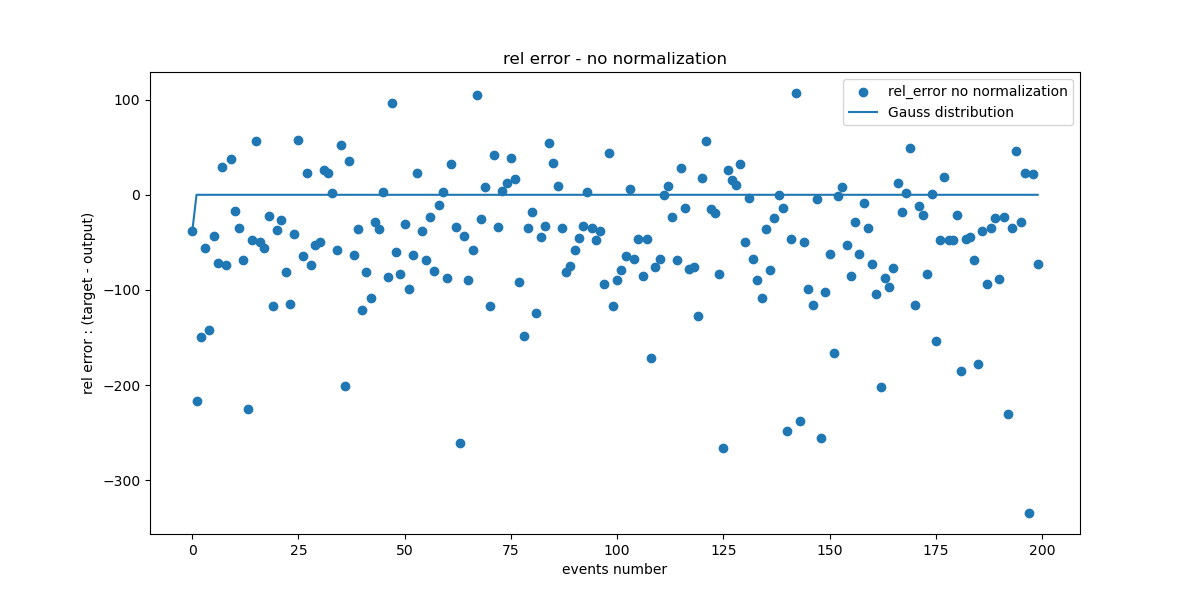 rel error - no normalization
rel_error no normalization
Gauss distribution
rel error : (target - output)
100
0
−100
−200
−300
0
25
50
75
100
125
150
175
200
events number